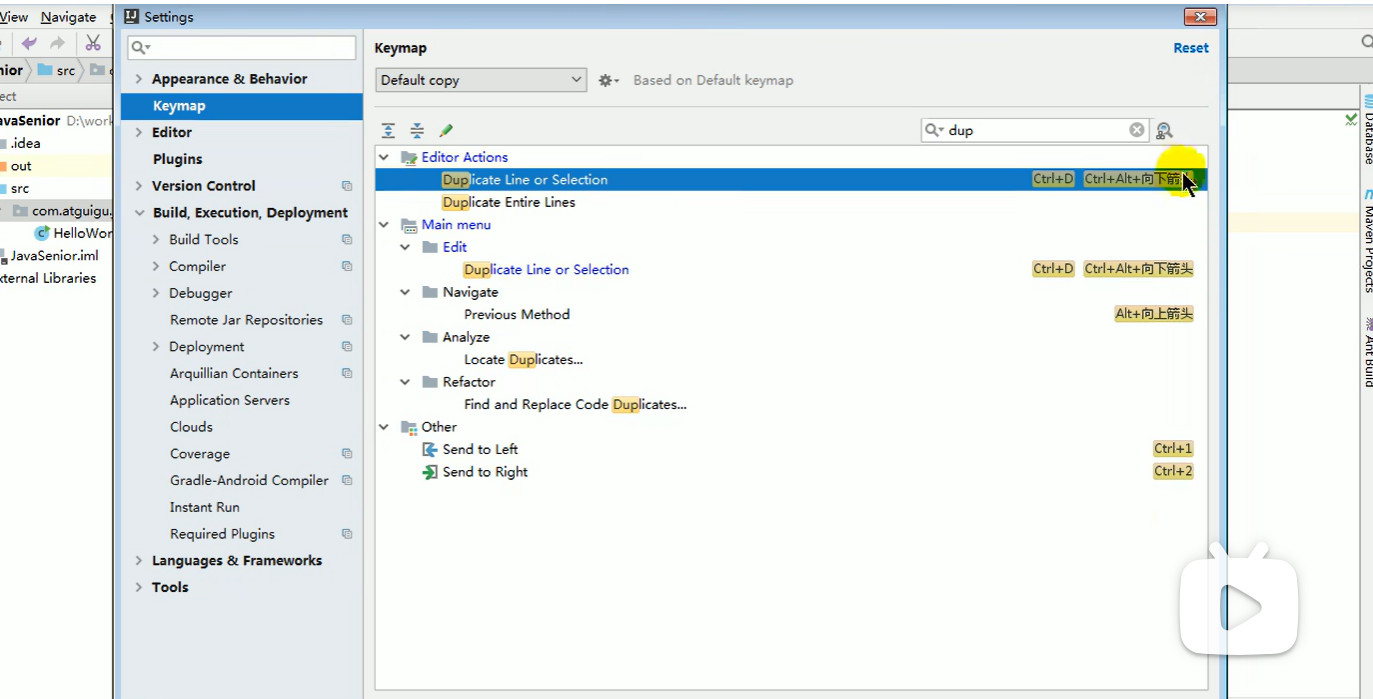 View Navigate
Settings
src
JavaSenior D:\work
.idea
out
src
com.atguigu.
HelloWor
JavaSenior.iml
External Libraries
Appearance & Behavior
Keymap
Editor
Plugins
Version Control
Build, Execution, Deployment
Build Tools
Compiler
Debugger
Remote Jar Repositories
Deployment
Arquillian Containers
Application Servers
Clouds
Coverage
Gradle-Android Compiler
Instant Run
Required Plugins
Languages & Frameworks
Tools
Keymap
Reset
Default copy
Based on Default keymap
dup
Editor Actions
Duplicate Line or Selection Ctrl+D Ctrl+Alt+向下箭头
Duplicate Entire Lines
Main menu
Edit
Duplicate Line or Selection Ctrl+D Ctrl+Alt+向下箭头
Navigate
Previous Method Alt+向上箭头
Analyze
Locate Duplicates...
Refactor
Find and Replace Code Duplicates...
Other
Send to Left Ctrl+1
Send to Right Ctrl+2
Database
Maven Projects
Ant Build